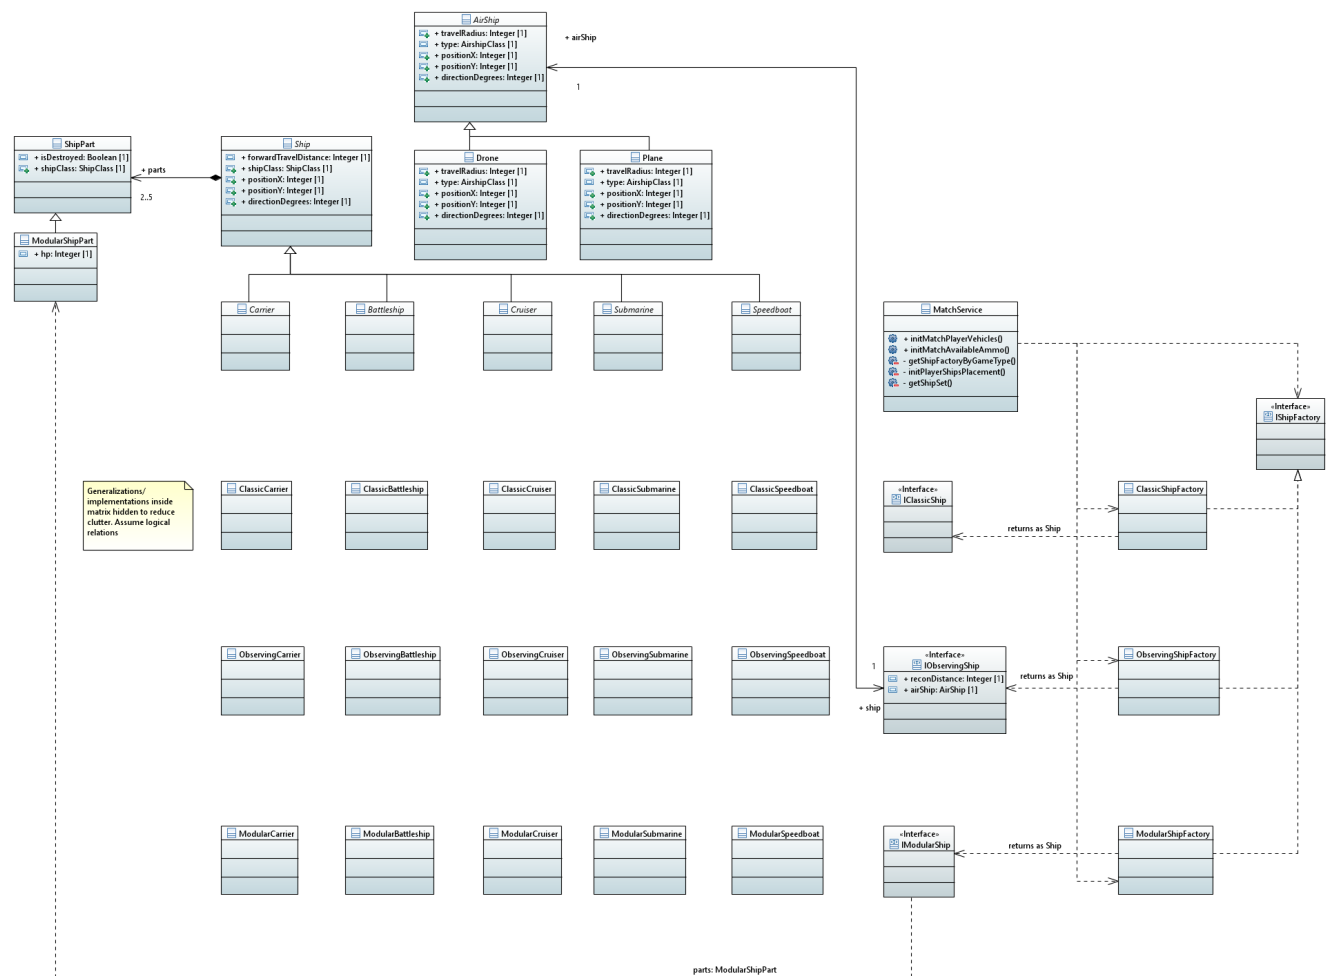 AirShip
+ travelRadius: Integer [1]
+ type: AirshipClass [1]
+ positionX: Integer [1]
+ positionY: Integer [1]
+ directionDegrees: Integer [1]
+ airShip
1
ShipPart
+ isDestroyed: Boolean [1]
+ shipClass: ShipClass [1]
+ parts
2..5
Ship
+ forwardTravelDistance: Integer [1]
+ shipClass: ShipClass [1]
+ positionX: Integer [1]
+ positionY: Integer [1]
+ directionDegrees: Integer [1]
Drone
+ travelRadius: Integer [1]
+ type: AirshipClass [1]
+ positionX: Integer [1]
+ positionY: Integer [1]
+ directionDegrees: Integer [1]
Plane
+ travelRadius: Integer [1]
+ type: AirshipClass [1]
+ positionX: Integer [1]
+ positionY: Integer [1]
+ directionDegrees: Integer [1]
ModularShipPart
+ hp: Integer [1]
Carrier
Battleship
Cruiser
Submarine
Speedboat
MatchService
+ initMatchPlayerVehicles()
+ initMatchAvailableAmmo()
- getShipFactoryByGameType()
- initPlayerShipsPlacement()
- getShipSet()
«Interface»
IShipFactory
Generalizations/
implementations inside
matrix hidden to reduce
clutter. Assume logical
relations
ClassicCarrier
ClassicBattleship
ClassicCruiser
ClassicSubmarine
ClassicSpeedboat
«Interface»
IClassicShip
returns as Ship
ClassicShipFactory
ObservingCarrier
ObservingBattleship
ObservingCruiser
ObservingSubmarine
ObservingSpeedboat
1
+ ship
«Interface»
IObservingShip
+ reconDistance: Integer [1]
+ airShip: AirShip [1]
returns as Ship
ObservingShipFactory
ModularCarrier
ModularBattleship
ModularCruiser
ModularSubmarine
ModularSpeedboat
«Interface»
IModularShip
returns as Ship
ModularShipFactory
parts: ModularShipPart